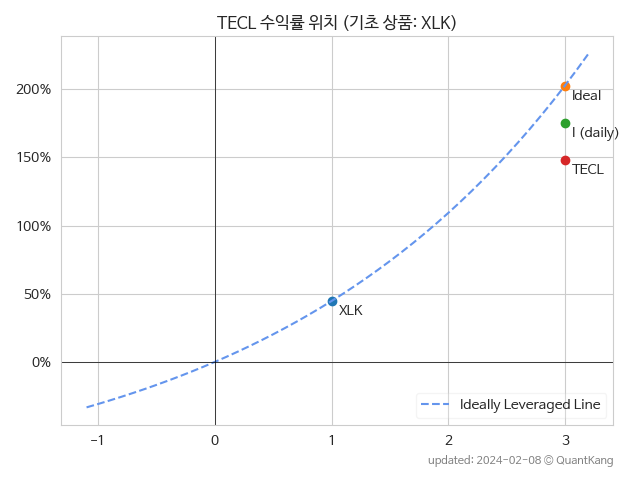 TECL 수익률 위치 (기초 상품: XLK)
200%
150%
100%
50%
0%
Ideal
I (daily)
TECL
XLK
Ideally Leveraged Line
-1
0
1
2
3
updated: 2024-02-08 © QuantKang